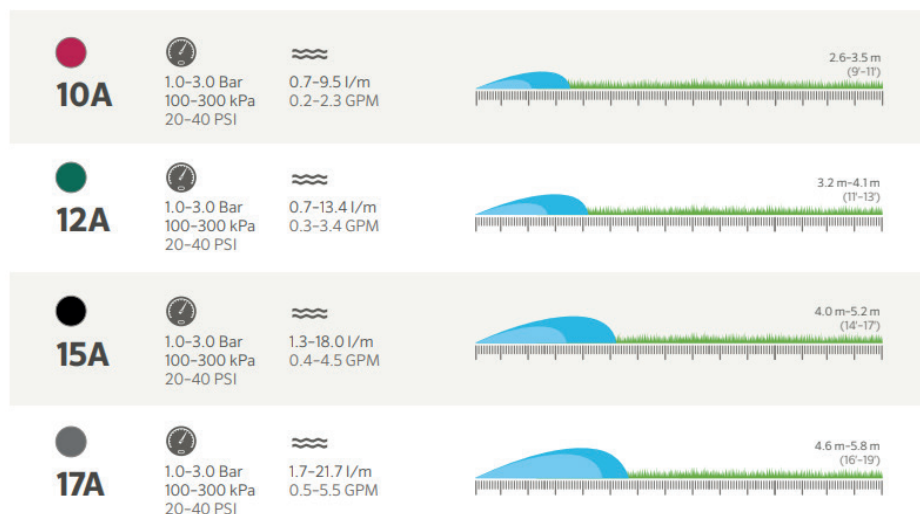 10A
1.0–3.0 Bar
100–300 kPa
20–40 PSI
0.7–9.5 l/m
0.2–2.3 GPM
2.6–3.5 m
(9'–11')
12A
1.0–3.0 Bar
100–300 kPa
20–40 PSI
0.7–13.4 l/m
0.3–3.4 GPM
3.2 m–4.1 m
(11'–13')
15A
1.0–3.0 Bar
100–300 kPa
20–40 PSI
1.3–18.0 l/m
0.4–4.5 GPM
4.0 m–5.2 m
(14'–17')
17A
1.0–3.0 Bar
100–300 kPa
20–40 PSI
1.7–21.7 l/m
0.5–5.5 GPM
4.6 m–5.8 m
(16'–19')